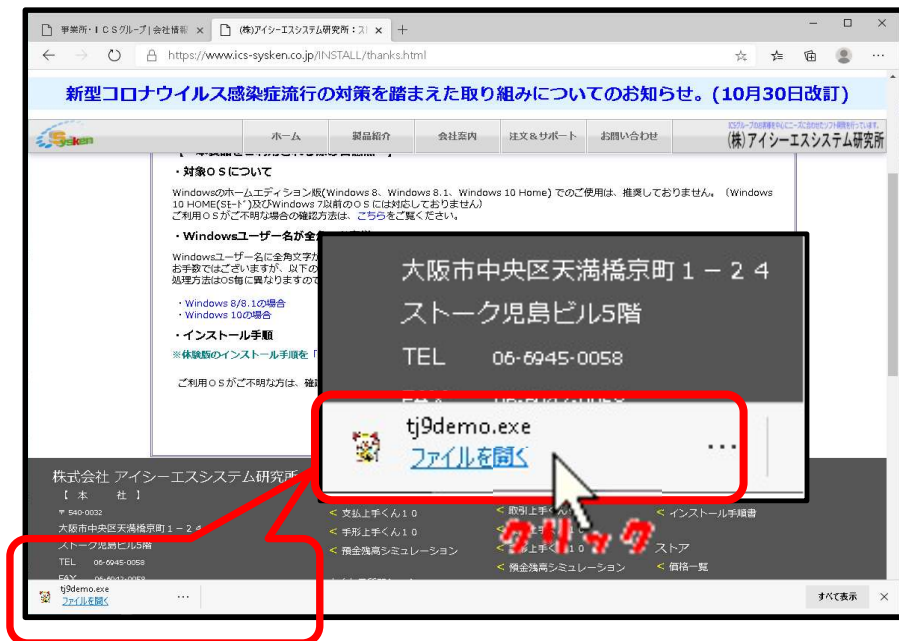 事業所・ＩＣＳグループ|会社情報
(株)アイシーエスシステム研究所：ス
https://www.ics-sysken.co.jp/INSTALL/thanks.html
新型コロナウイルス感染症流行の対策を踏まえた取り組みについてのお知らせ。(10月30日改訂)
Sysken
ホーム 製品紹介 会社案内 注文&サポート お問い合わせ
(株)アイシーエスシステム研究所
・対象ＯＳについて
Windowsのホームエディション版(Windows 8、Windows 8.1、Windows 10 Home) でのご使用は、推奨しておりません。（Windows
10 HOME(Sﾓｰﾄﾞ)及びWindows 7以前のＯＳには対応しておりません)
ご利用ＯＳがご不明な場合の確認方法は、こちらをご覧ください。
・Windowsユーザー名が全
Windowsユーザー名に全角文字が
お手数ではございますが、以下の
処理方法はOS毎に異なりますので
・Windows 8/8.1の場合
・Windows 10の場合
・インストール手順
※体験版のインストール手順を「
ご利用ＯＳがご不明な方は、確認
大阪市中央区天満橋京町１－２４
ストーク児島ビル5階
TEL 06-6945-0058
tj9demo.exe
ファイルを開く
…
クリック
株式会社 アイシーエスシステム研究所
【 本 社 】
〒 540-0032
大阪市中央区天満橋京町１－２４
ストーク児島ビル5階
TEL 06-6945-0058
FAX
< 支払上手くん１０
< 手形上手くん１０
< 預金残高シミュレーション
< 取引上手くん
< 預金残高シミュレーション
< インストール手順書
ストア
< 価格一覧
tj9demo.exe
ファイルを開く
…
すべて表示